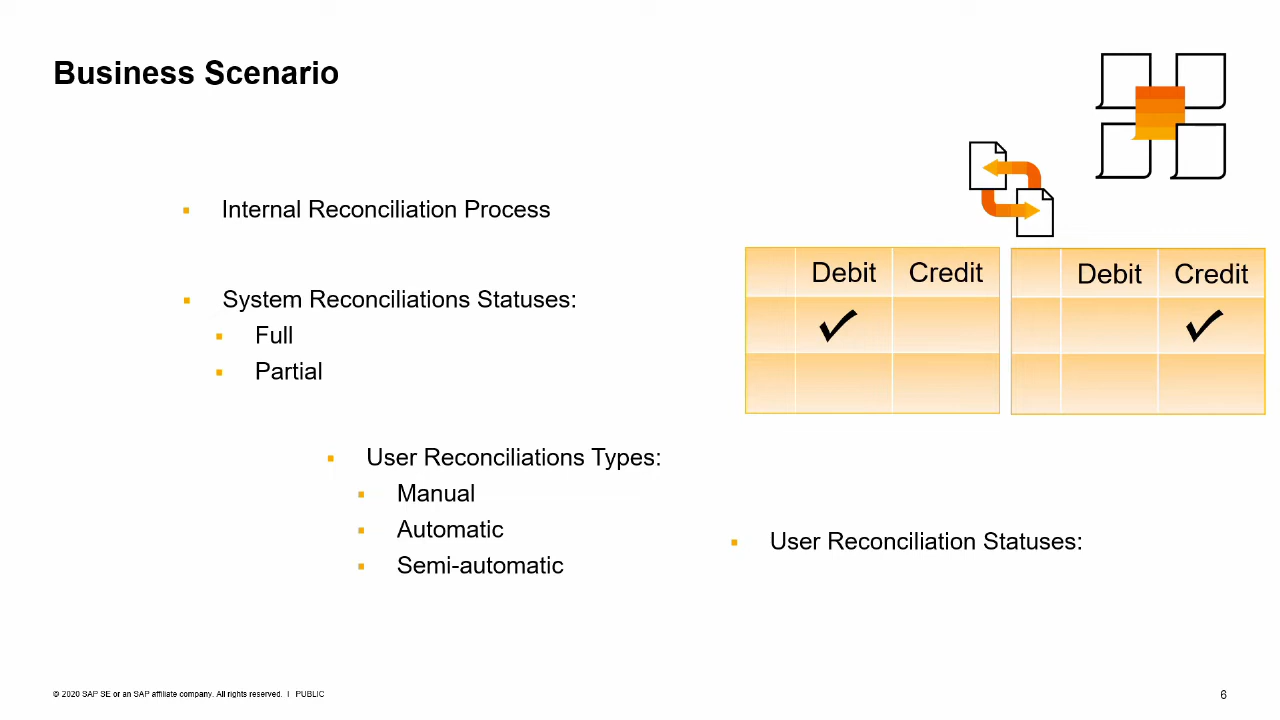 Business Scenario
▪ Internal Reconciliation Process
▪ System Reconciliations Statuses:
▪ Full
▪ Partial
Debit Credit
Debit Credit
▪ User Reconciliations Types:
▪ Manual
▪ Automatic
▪ Semi-automatic
▪ User Reconciliation Statuses:
© 2020 SAP SE or an SAP affiliate company. All rights reserved. I PUBLIC
6